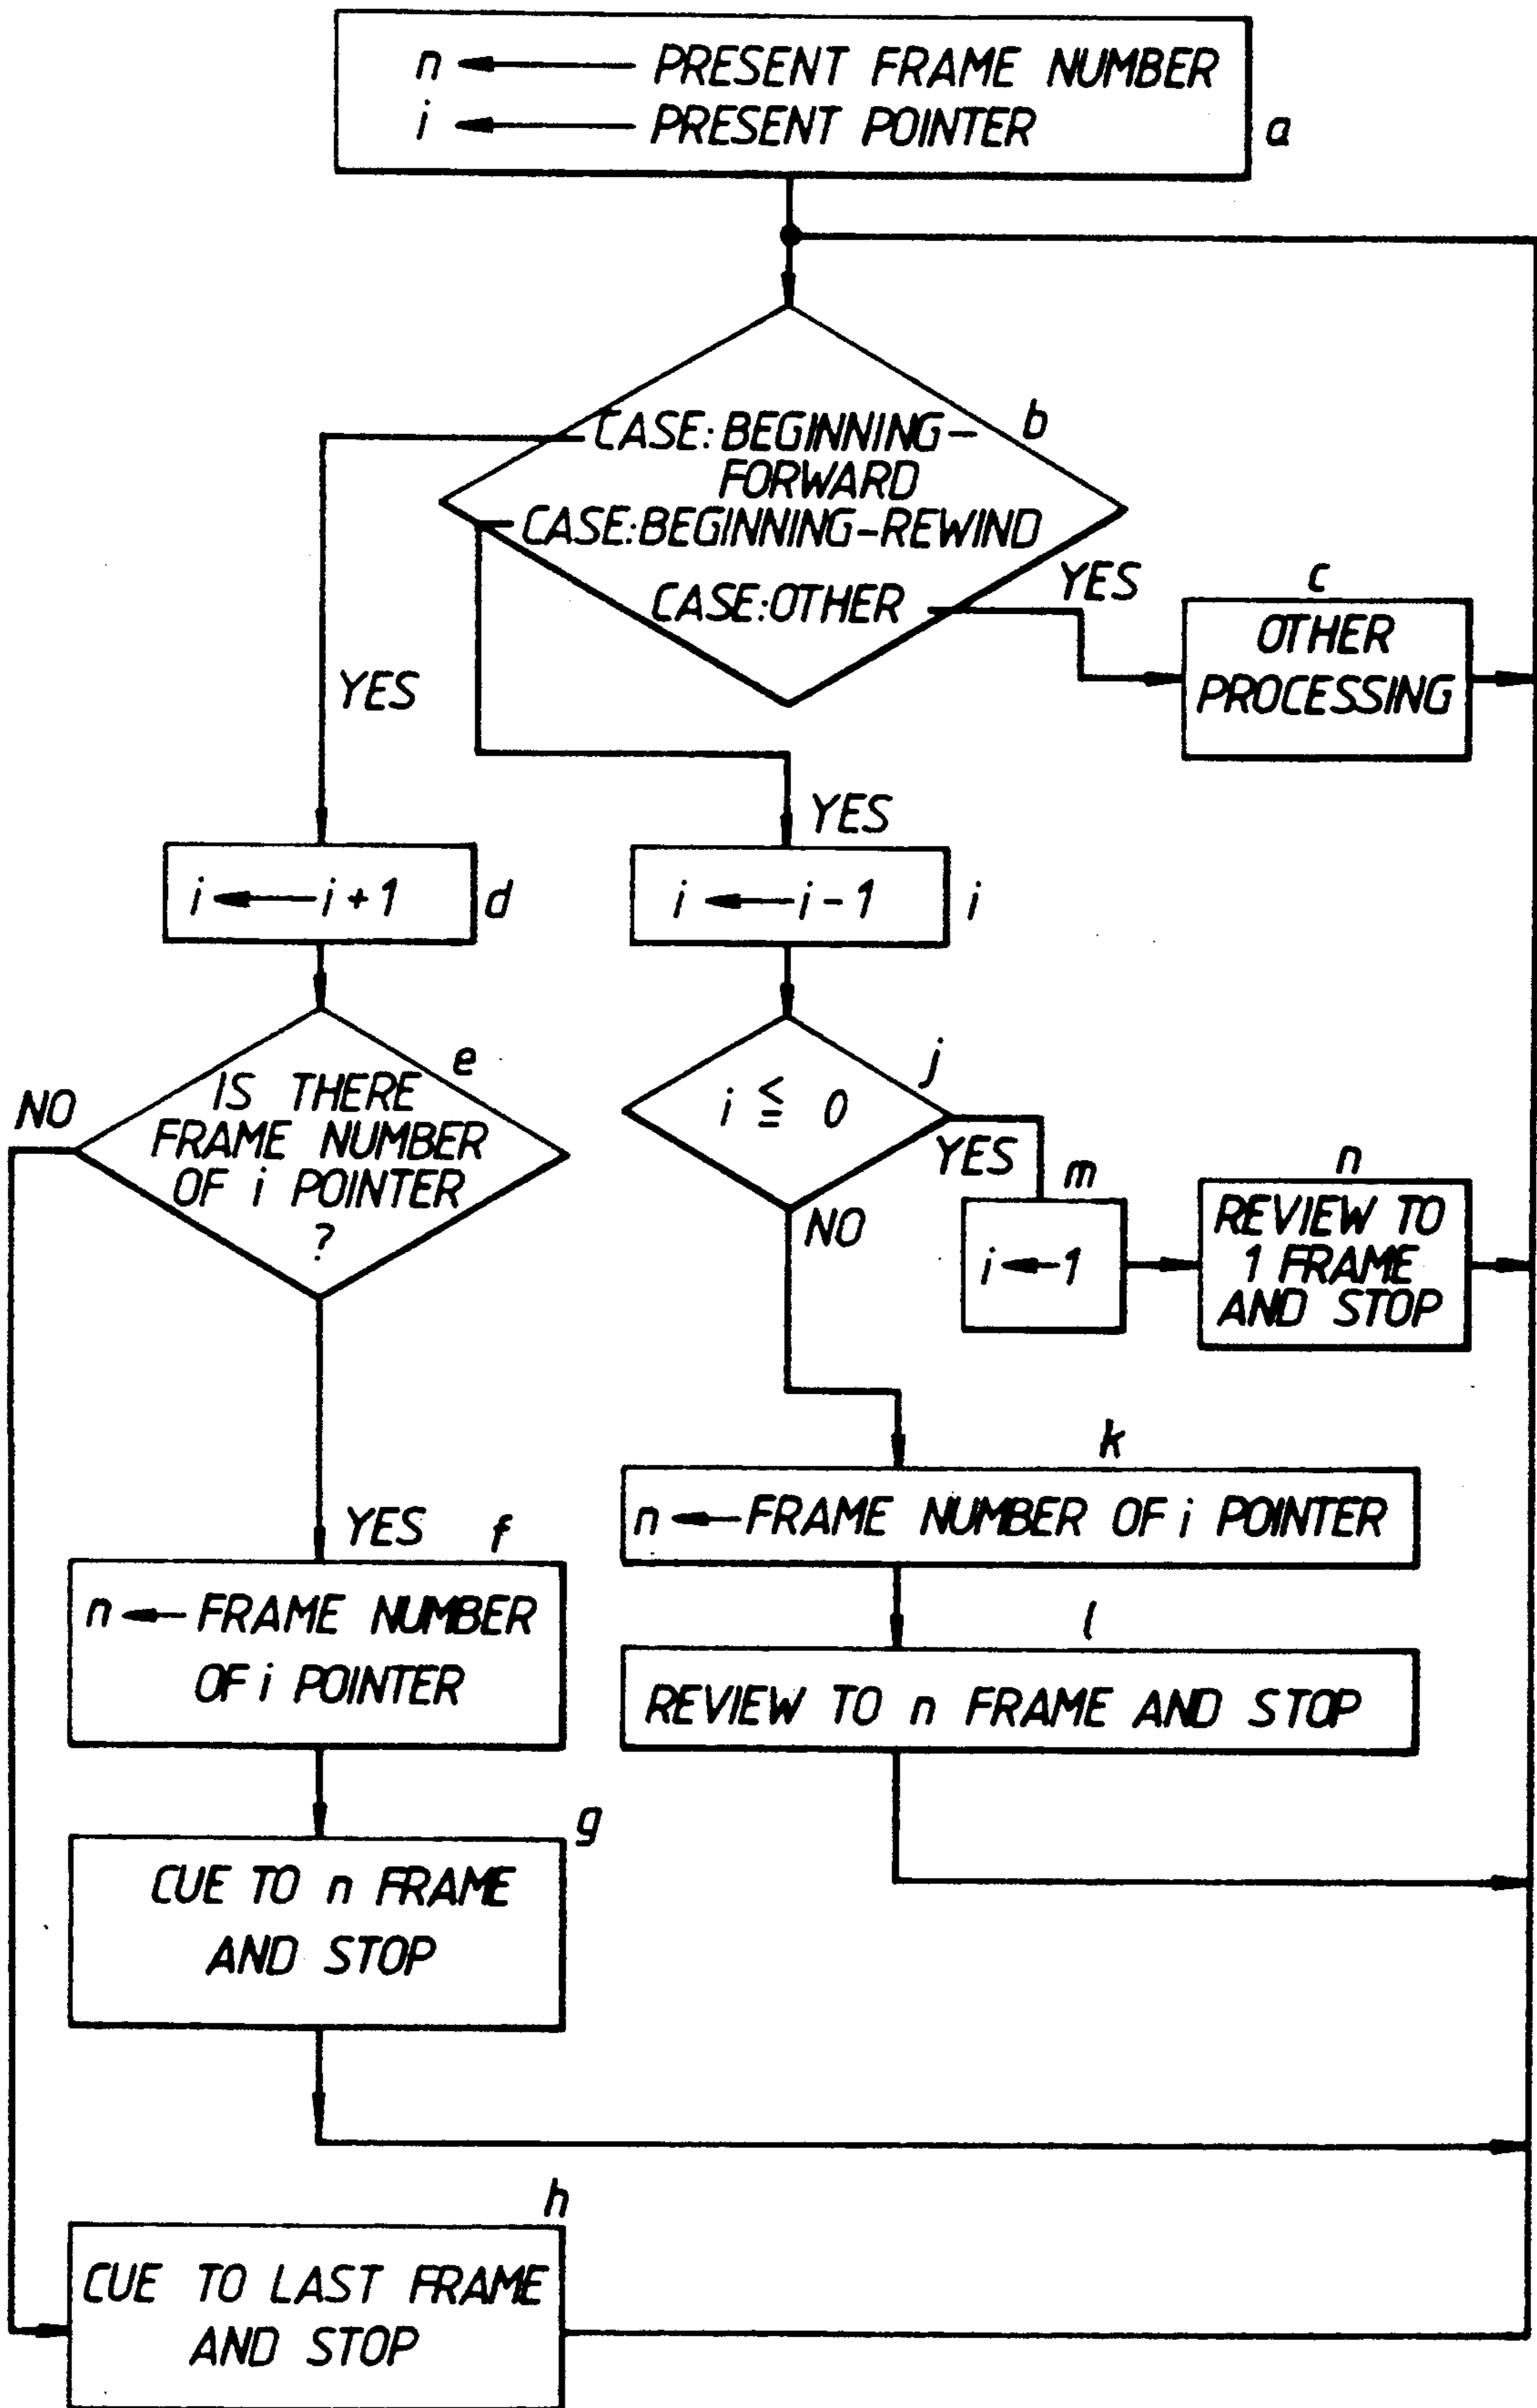 n ← PRESENT FRAME NUMBER
i ← PRESENT POINTER
a
b
CASE:BEGINNING-
FORWARD
CASE:BEGINNING-REWIND
CASE:OTHER
YES
c
OTHER
PROCESSING
YES
YES
i ← i+1
d
i ← i-1
i
e
IS THERE
FRAME NUMBER
OF i POINTER
?
NO
j
i ≦ 0
YES
NO
m
i ← 1
n
REVIEW TO
1 FRAME
AND STOP
k
n ← FRAME NUMBER OF i POINTER
YES
f
n ← FRAME NUMBER
OF i POINTER
l
REVIEW TO n FRAME AND STOP
g
CUE TO n FRAME
AND STOP
h
CUE TO LAST FRAME
AND STOP